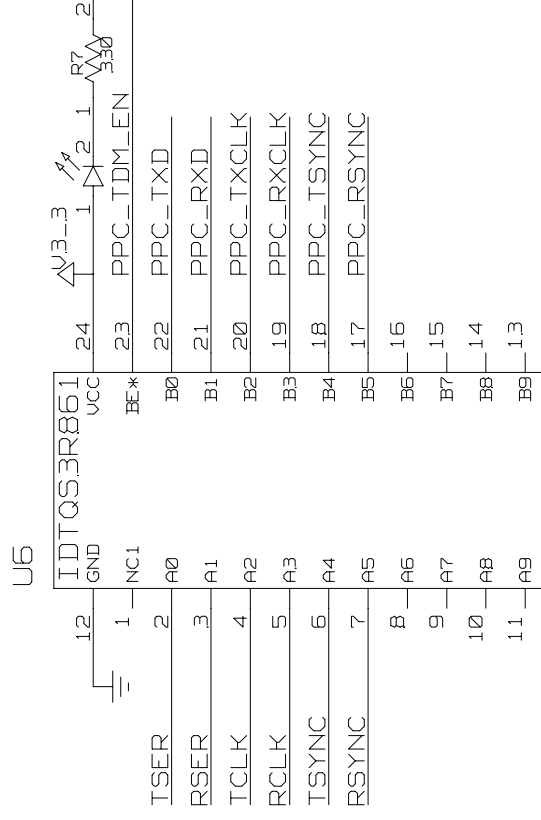 U6
IDTQS3R861
12 GND VCC 24
1 NC1 BE* 23 PPC_TDM_EN
TSER 2 A0 B0 22 PPC_TXD
RSER 3 A1 B1 21 PPC_RXD
TCLK 4 A2 B2 20 PPC_TXCLK
RCLK 5 A3 B3 19 PPC_RXCLK
TSYNC 6 A4 B4 18 PPC_TSYNC
RSYNC 7 A5 B5 17 PPC_RSYNC
8 A6 B6 16
9 A7 B7 15
10 A8 B8 14
11 A9 B9 13
V3_3
1 2
1 2
R7
330